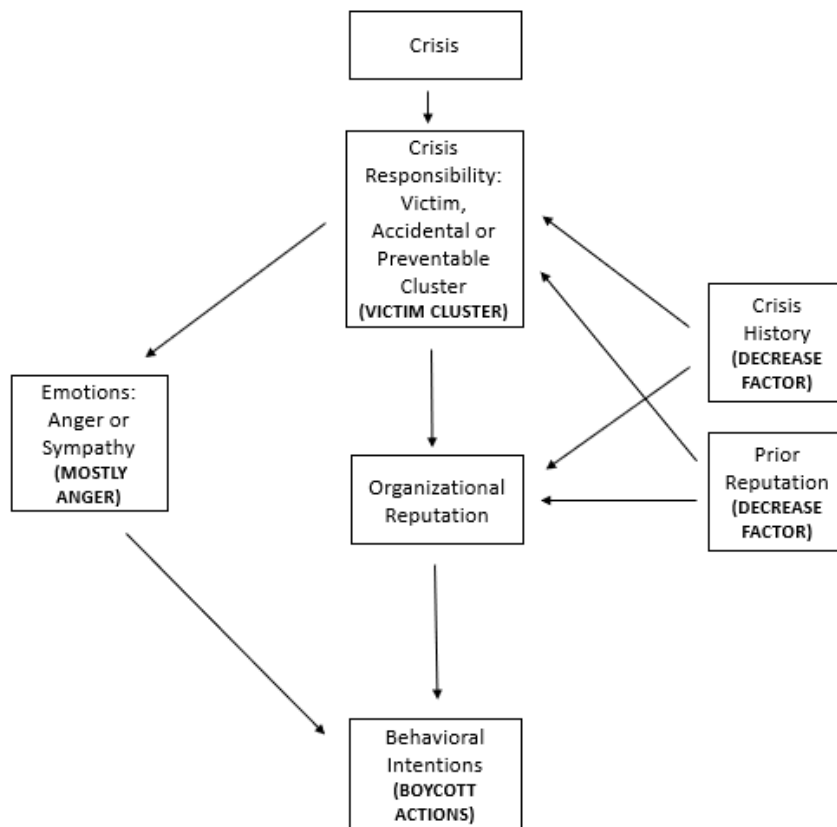 Crisis
Crisis
Responsibility:
Victim,
Accidental or
Preventable
Cluster
(VICTIM CLUSTER)
Crisis
History
(DECREASE
FACTOR)
Emotions:
Anger or
Sympathy
(MOSTLY
ANGER)
Organizational
Reputation
Prior
Reputation
(DECREASE
FACTOR)
Behavioral
Intentions
(BOYCOTT
ACTIONS)